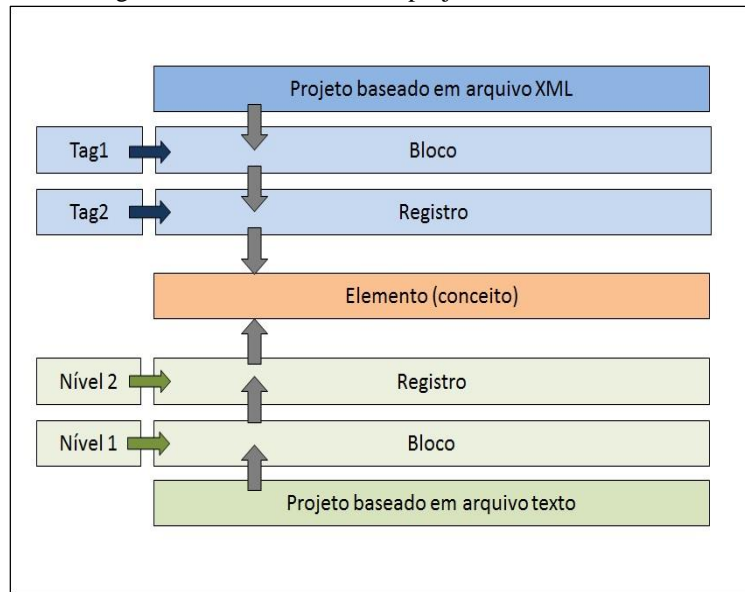 Projeto baseado em arquivo XML
Tag1
Bloco
Tag2
Registro
Elemento (conceito)
Nível 2
Registro
Nível 1
Bloco
Projeto baseado em arquivo texto